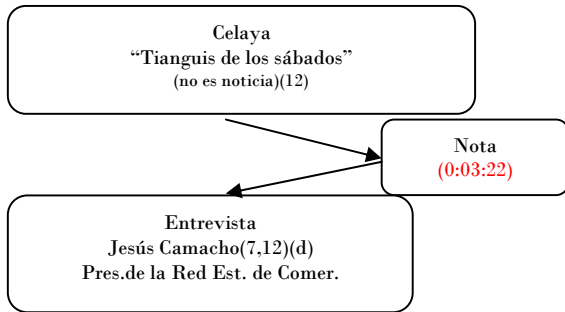 Celaya
“Tianguis de los sábados”
(no es noticia)(12)
Nota
(0:03:22)
Entrevista
Jesús Camacho(7,12)(d)
Pres.de la Red Est. de Comer.